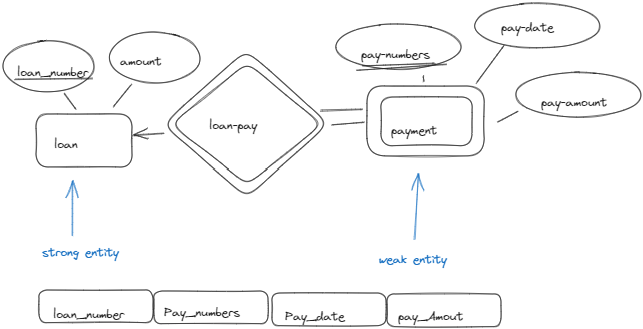 pay-date
pay-numbers
loan_number
amount
pay-amount
loan-pay
payment
loan
strong entity
weak entity
loan_number
Pay_numbers
Pay_date
pay_Amout